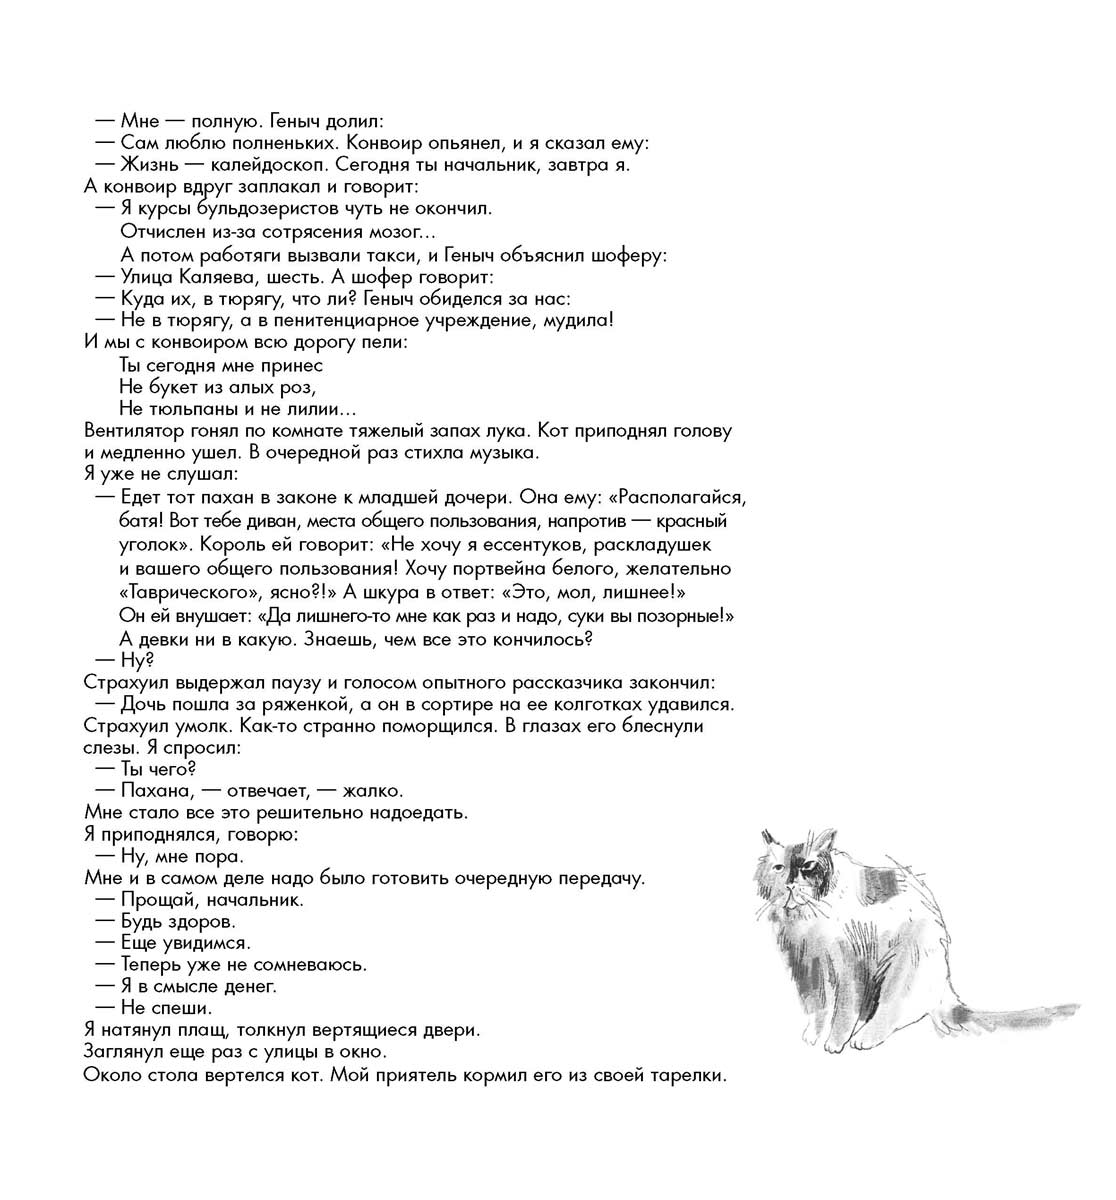 — Мне — полную. Геныч долил:
— Сам люблю полненьких. Конвоир опьянел, и я сказал ему:
— Жизнь — калейдоскоп. Сегодня ты начальник, завтра я.
А конвоир вдруг заплакал и говорит:
— Я курсы бульдозеристов чуть не окончил.
Отчислен из-за сотрясения мозог...
А потом работяги вызвали такси, и Геныч объяснил шоферу:
— Улица Каляева, шесть. А шофер говорит:
— Куда их, в тюрягу, что ли? Геныч обиделся за нас:
— Не в тюрягу, а в пенитенциарное учреждение, мудила!
И мы с конвоиром всю дорогу пели:
Ты сегодня мне принес
Не букет из алых роз,
Не тюльпаны и не лилии...
Вентилятор гонял по комнате тяжелый запах лука. Кот приподнял голову
и медленно ушел. В очередной раз стихла музыка.
Я уже не слушал:
— Едет тот пахан в законе к младшей дочери. Она ему: «Располагайся,
батя! Вот тебе диван, места общего пользования, напротив — красный
уголок». Король ей говорит: «Не хочу я ессентуков, раскладушек
и вашего общего пользования! Хочу портвейна белого, желательно
«Таврического», ясно?!» А шкура в ответ: «Это, мол, лишнее!»
Он ей внушает: «Да лишнего-то мне как раз и надо, суки вы позорные!»
А девки ни в какую. Знаешь, чем все это кончилось?
— Ну?
Страхуил выдержал паузу и голосом опытного рассказчика закончил:
— Дочь пошла за ряженкой, а он в сортире на ее колготках удавился.
Страхуил умолк. Как-то странно поморщился. В глазах его блеснули
слезы. Я спросил:
— Ты чего?
— Пахана, — отвечает, — жалко.
Мне стало все это решительно надоедать.
Я приподнялся, говорю:
— Ну, мне пора.
Мне и в самом деле надо было готовить очередную передачу.
— Прощай, начальник.
— Будь здоров.
— Еще увидимся.
— Теперь уже не сомневаюсь.
— Я в смысле денег.
— Не спеши.
Я натянул плащ, толкнул вертящиеся двери.
Заглянул еще раз с улицы в окно.
Около стола вертелся кот. Мой приятель кормил его из своей тарелки.